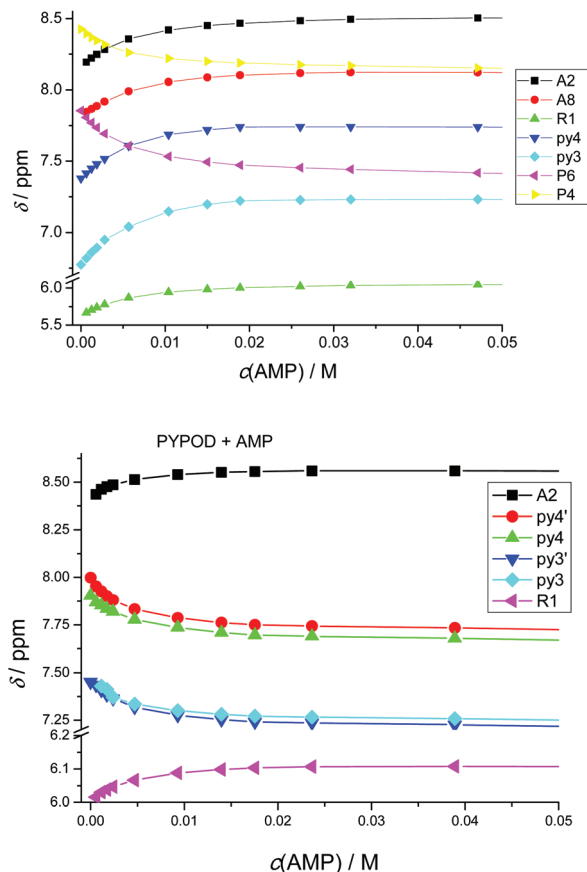 8.5
8.0
7.5
7.0
6.0
5.5
δ / ppm
A2
A8
R1
py4
py3
P6
P4
0.00 0.01 0.02 0.03 0.04 0.05
c(AMP) / M
PYPOD + AMP
8.50
8.25
8.00
7.75
7.50
7.25
6.2
6.1
6.0
δ / ppm
A2
py4'
py4
py3'
py3
R1
0.00 0.01 0.02 0.03 0.04 0.05
c(AMP) / M